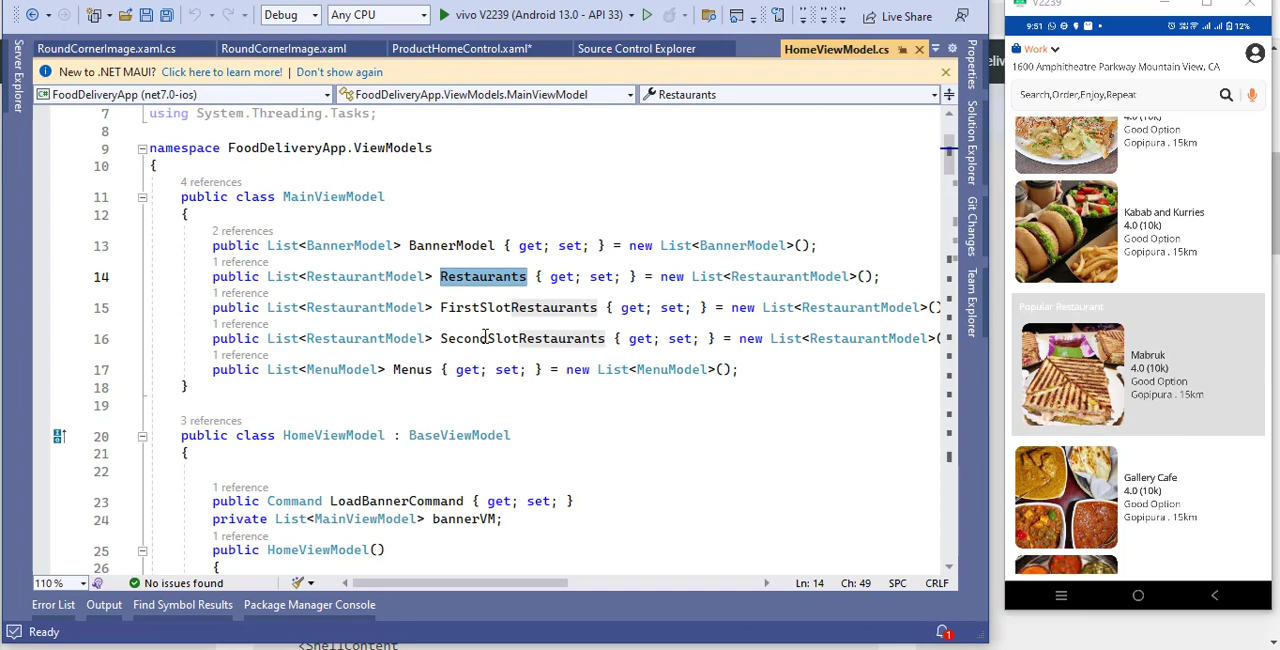 V2239
Debug
Any CPU
vivo V2239 (Android 13.0 - API 33)
Live Share
RoundCornerImage.xaml.cs
RoundCornerImage.xaml
ProductHomeControl.xaml*
Source Control Explorer
HomeViewModel.cs
New to .NET MAUI? Click here to learn more! | Don't show again
FoodDeliveryApp (net7.0-ios)
FoodDeliveryApp.ViewModels.MainViewModel
Restaurants
Server Explorer
Properties
Solution Explorer
Git Changes
Team Explorer
7 using System.Threading.Tasks;
9 namespace FoodDeliveryApp.ViewModels
10 {
4 references
11 public class MainViewModel
12 {
2 references
13 public List<BannerModel> BannerModel { get; set; } = new List<BannerModel>();
1 reference
14 public List<RestaurantModel> Restaurants { get; set; } = new List<RestaurantModel>();
1 reference
15 public List<RestaurantModel> FirstSlotRestaurants { get; set; } = new List<RestaurantModel>()
1 reference
16 public List<RestaurantModel> SecondSlotRestaurants { get; set; } = new List<RestaurantModel>(
1 reference
17 public List<MenuModel> Menus { get; set; } = new List<MenuModel>();
18 }
19
3 references
20 public class HomeViewModel : BaseViewModel
21 {
22
1 reference
23 public Command LoadBannerCommand { get; set; }
24 private List<MainViewModel> bannerVM;
1 reference
25 public HomeViewModel()
26 {
110 %
No issues found
Ln: 14 Ch: 49 SPC CRLF
Error List Output Find Symbol Results Package Manager Console
Ready
1
<ShellContent
9:51
12%
Work
1600 Amphitheatre Parkway Mountain View, CA
Search,Order,Enjoy,Repeat
4.0 (10k)
Good Option
Gopipura . 15km
Kabab and Kurries
4.0 (10k)
Good Option
Gopipura . 15km
Popular Restaurant
Mabruk
4.0 (10k)
Good Option
Gopipura . 15km
Gallery Cafe
4.0 (10k)
Good Option
Gopipura . 15km